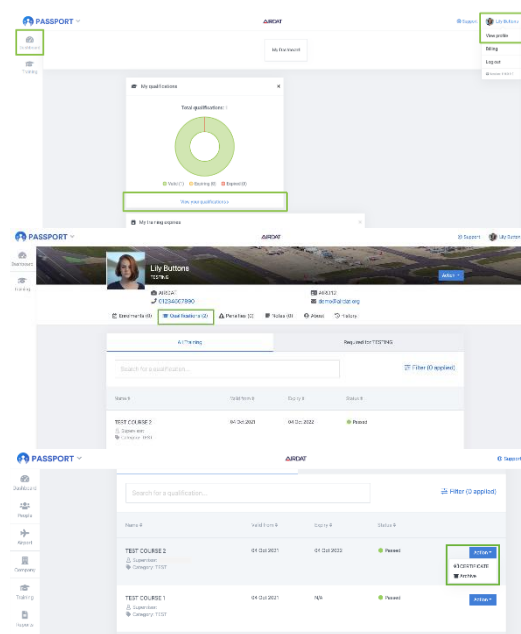 PASSPORT
AIRDAT
Support
Lily Buttons
View profile
Billing
Log out
Dashboard
Training
My Dashboard
My qualifications
Total qualifications:
Valid (1) Expiring (0) Expired (0)
View your qualifications
My training expires
PASSPORT
AIRDAT
Support
Lily Buttons
Dashboard
Training
Lily Buttons
TESTING
Action
AIRDAT
01234567890
demo@airdat.org
Enrolments (0) Qualifications (2) Penalties (0) Notes (0) About History
All Training
Required for TESTING
Search for a qualification...
Filter (0 applied)
Name
Valid from
Expiry
Status
TEST COURSE 2
04 Oct 2021
04 Oct 2022
Passed
Supervisor:
Category: TEST
PASSPORT
AIRDAT
Support
Dashboard
People
Airport
Company
Training
Search for a qualification...
Filter (0 applied)
Name
Valid from
Expiry
Status
TEST COURSE 2
04 Oct 2021
04 Oct 2022
Passed
Action
Supervisor:
Category: TEST
CERTIFICATE
Archive
TEST COURSE 1
04 Oct 2021
N/A
Passed
Action
Supervisor:
Category: TEST